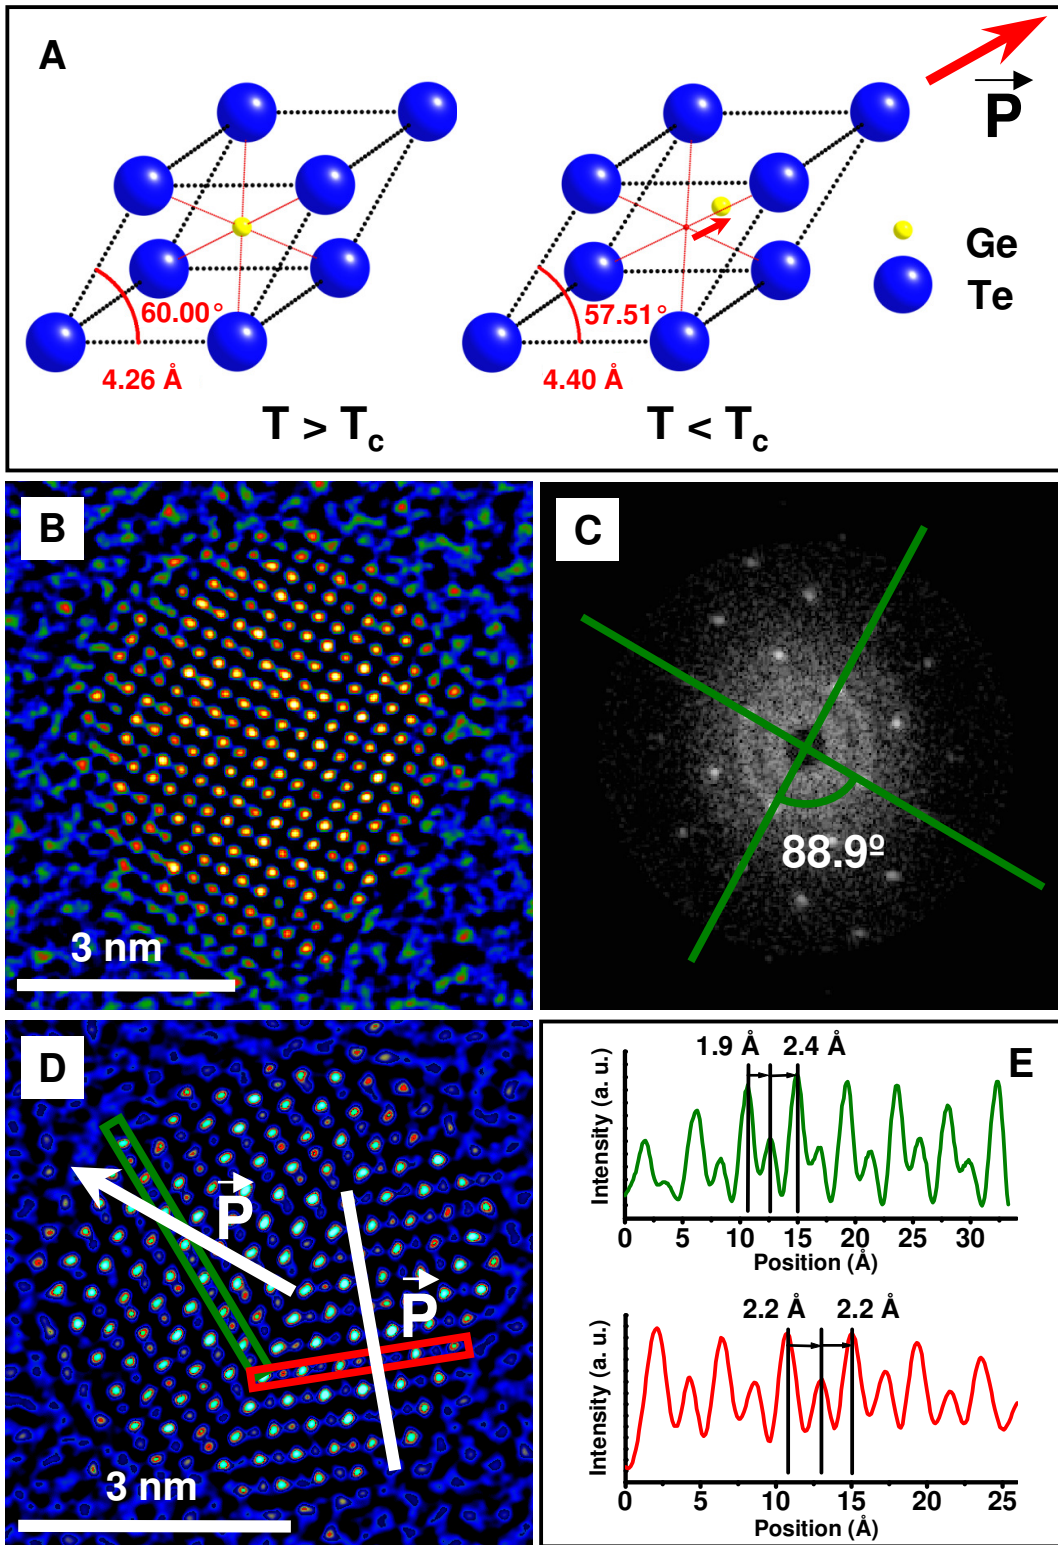 A
P
60.00°
57.51°
Ge
Te
4.26 Å
4.40 Å
T > Tc
T < Tc
B
3 nm
C
88.9º
D
P
P
3 nm
E
1.9 Å
2.4 Å
Intensity (a. u.)
0 5 10 15 20 25 30
Position (Å)
2.2 Å
2.2 Å
Intensity (a. u.)
0 5 10 15 20 25
Position (Å)